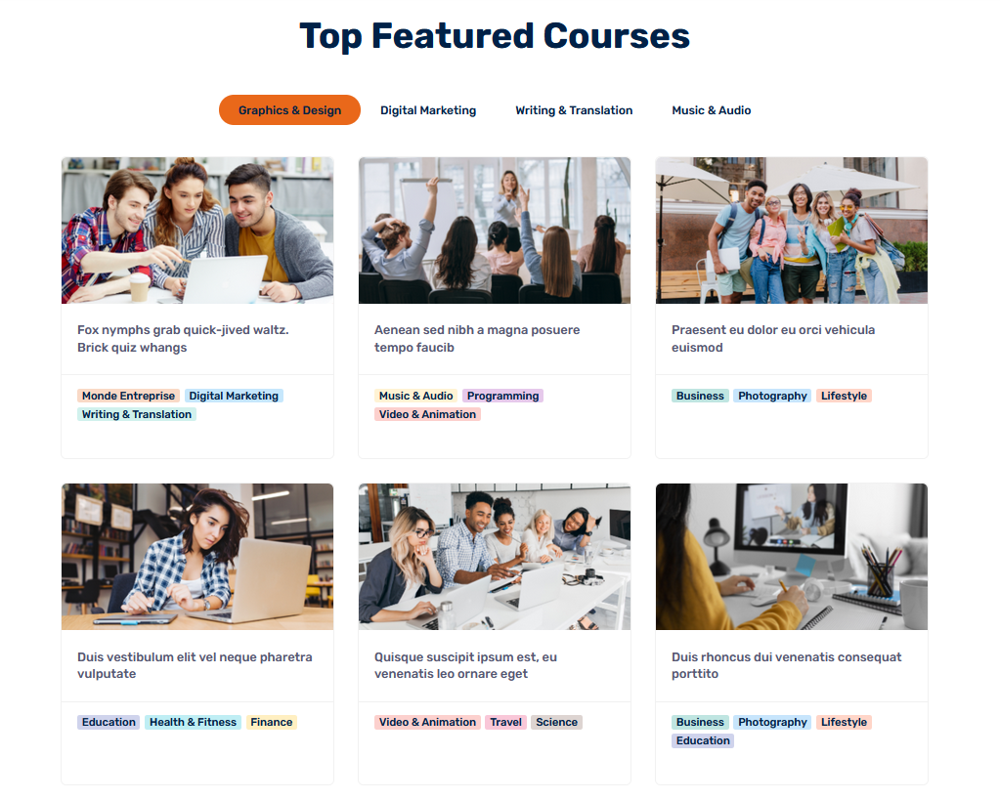 Top Featured Courses
Graphics & Design
Digital Marketing
Writing & Translation
Music & Audio
Fox nymphs grab quick-jived waltz.
Brick quiz whangs
Monde Entreprise
Digital Marketing
Writing & Translation
Aenean sed nibh a magna posuere
tempo faucib
Music & Audio
Programming
Video & Animation
Praesent eu dolor eu orci vehicula
euismod
Business
Photography
Lifestyle
Duis vestibulum elit vel neque pharetra
vulputate
Education
Health & Fitness
Finance
Quisque suscipit ipsum est, eu
venenatis leo ornare eget
Video & Animation
Travel
Science
Duis rhoncus dui venenatis consequat
porttito
Business
Photography
Lifestyle
Education